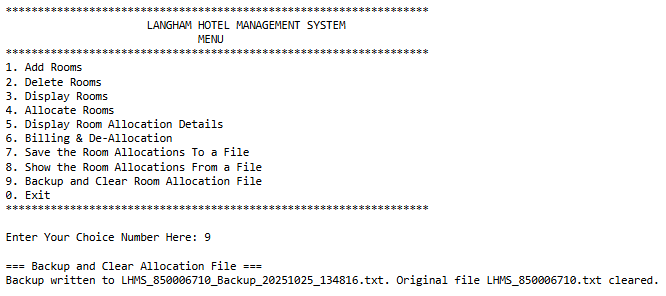 ******************************************************************
LANGHAM HOTEL MANAGEMENT SYSTEM
MENU
******************************************************************
1. Add Rooms
2. Delete Rooms
3. Display Rooms
4. Allocate Rooms
5. Display Room Allocation Details
6. Billing & De-Allocation
7. Save the Room Allocations To a File
8. Show the Room Allocations From a File
9. Backup and Clear Room Allocation File
0. Exit
******************************************************************
Enter Your Choice Number Here: 9
=== Backup and Clear Allocation File ===
Backup written to LHMS_850006710_Backup_20251025_134816.txt. Original file LHMS_850006710.txt cleared.